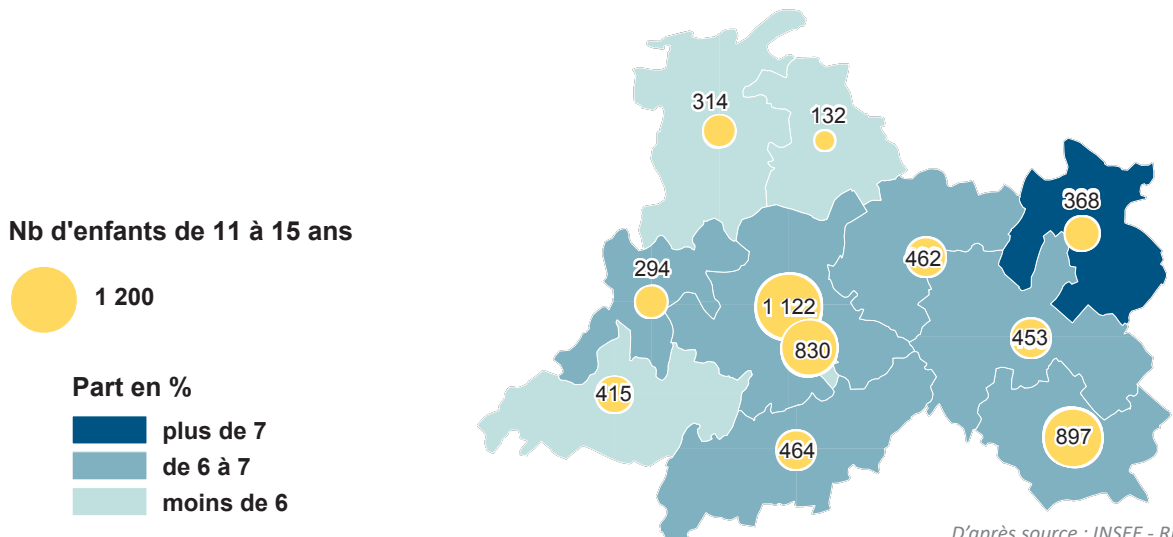 314
132
368
Nb d'enfants de 11 à 15 ans
462
294
1 200
1 122
453
830
Part en %
415
plus de 7
897
464
de 6 à 7
moins de 6
D'après source : INSEE -